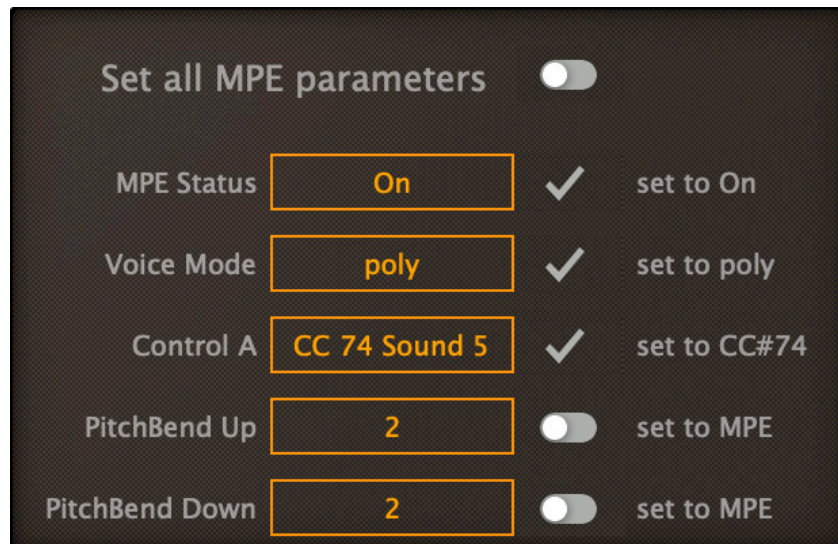 Set all MPE parameters
MPE Status On set to On
Voice Mode poly set to poly
Control A CC 74 Sound 5 set to CC#74
PitchBend Up 2 set to MPE
PitchBend Down 2 set to MPE